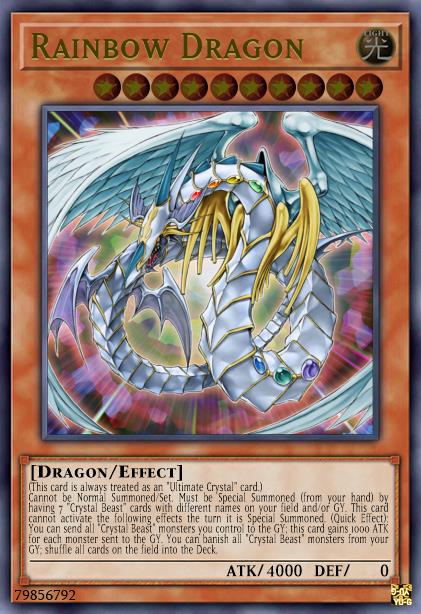 RAINBOW DRAGON
LIGHT
光
[DRAGON/EFFECT]
(This card is always treated as an "Ultimate Crystal" card.)
Cannot be Normal Summoned/Set. Must be Special Summoned (from your hand) by
having 7 "Crystal Beast" cards with different names on your field and/or GY. This card
cannot activate the following effects the turn it is Special Summoned. (Quick Effect):
You can send all "Crystal Beast" monsters you control to the GY; this card gains 1000 ATK
for each monster sent to the GY. You can banish all "Crystal Beast" monsters from your
GY; shuffle all cards on the field into the Deck.
ATK/4000 DEF/ 0
79856792